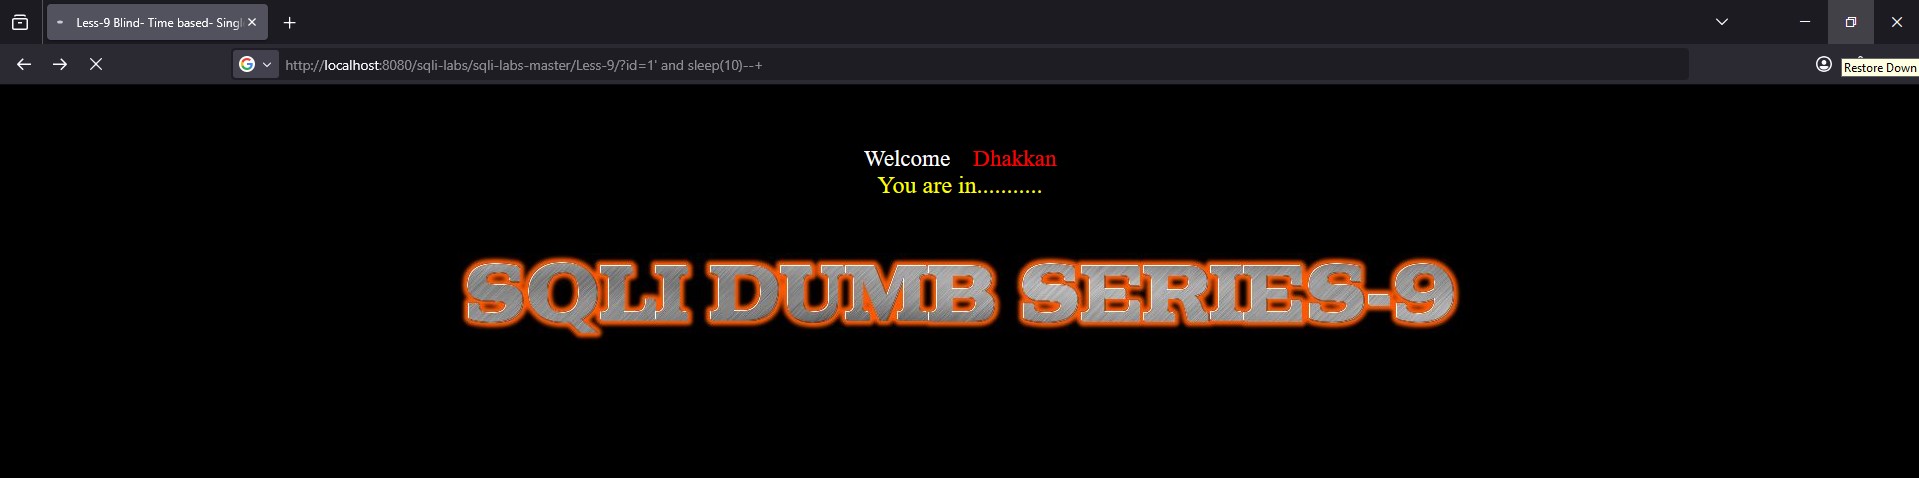 Less-9 Blind- Time based- Singl
http://localhost:8080/sqli-labs/sqli-labs-master/Less-9/?id=1' and sleep(10)--+
Restore Down
Welcome Dhakkan
You are in...........
SQLI DUMB SERIES-9